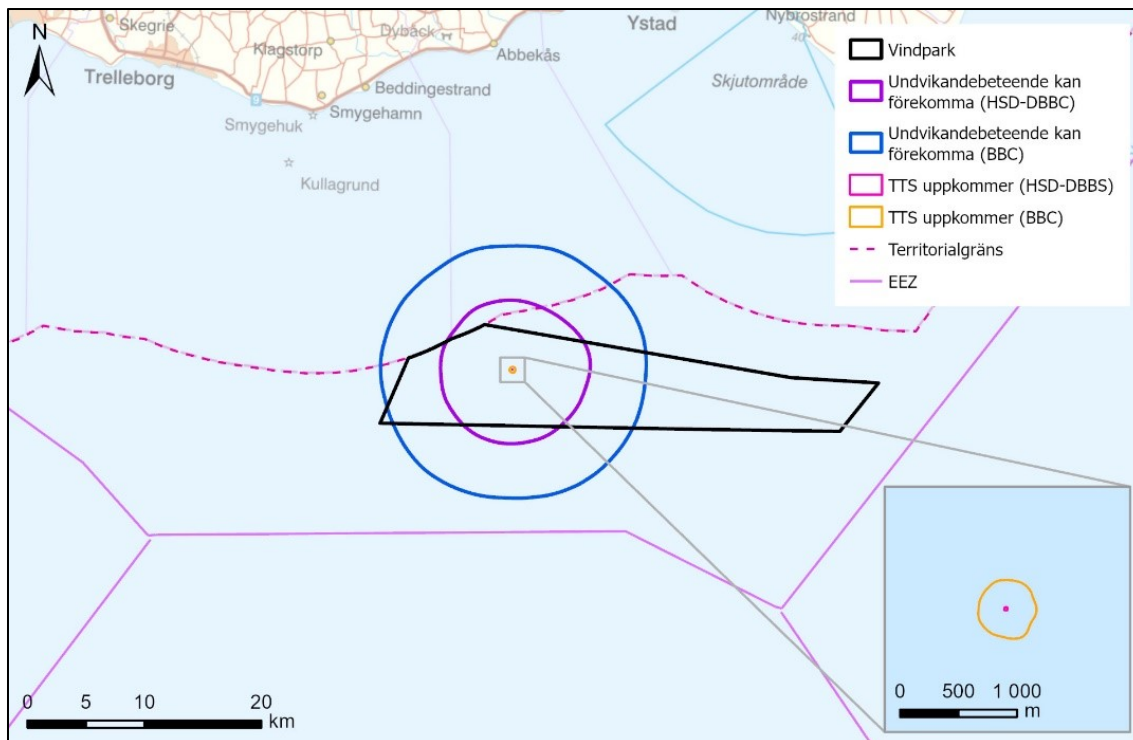 Skegrie
Ystad
Nybrostrand
Dybäck
40
N
Klagstorp
Abbekås
Trelleborg
Skjutområde
Beddingestrand
Smygehamn
Smygehuk
Kullagrund
Vindpark
Undvikandebeteende kan
förekomma (HSD-DBBC)
Undvikandebeteende kan
förekomma (BBC)
TTS uppkommer (HSD-DBBS)
TTS uppkommer (BBC)
Territorialgräns
EEZ
0 5 10 20
km
0 500 1 000
m